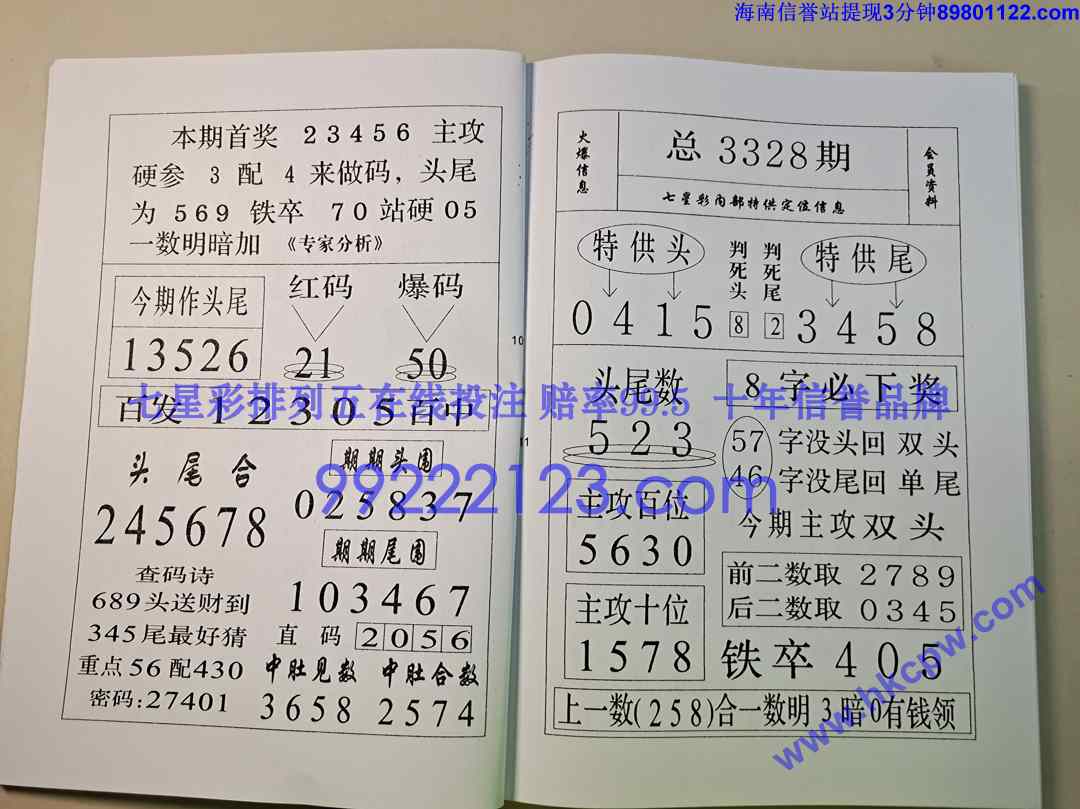 海南信誉站提现3分钟89801122.com
本期首奖 23456 主攻
硬参 3 配 4 来做码，头尾
为 569 铁卒 70 站硬 05
一数明暗加 《专家分析》
今期作头尾
13526
红码
21
爆码
50
百发 12305 百中
头尾合
245678
期期头围
025837
期期尾围
103467
查码诗
689头送财到
345尾最好猜
重点56配430
密码:27401
直码 2056
中肚见数
3658
中肚合数
2574
10
11
火爆信息
总 3328期
七星彩内部特供定位信息
会员资料
特供头
0415
判死头
8
判死尾
2
特供尾
3458
头尾数
523
8字必下奖
57字没头回双头
46字没尾回单尾
今期主攻双头
主攻百位
5630
前二数取 2789
后二数取 0345
主攻十位
1578
铁卒 405
上一数(258)合一数明 3暗0有钱领
七星彩排列五在线投注 赔率99.5 十年信誉品牌
99222123.com
www.hkcpw.com